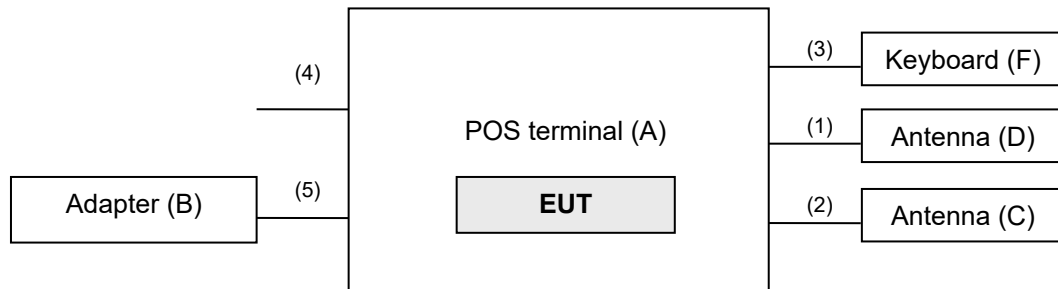 (3)
Keyboard (F)
(4)
POS terminal (A)
(1)
Antenna (D)
Adapter (B)
(5)
EUT
(2)
Antenna (C)